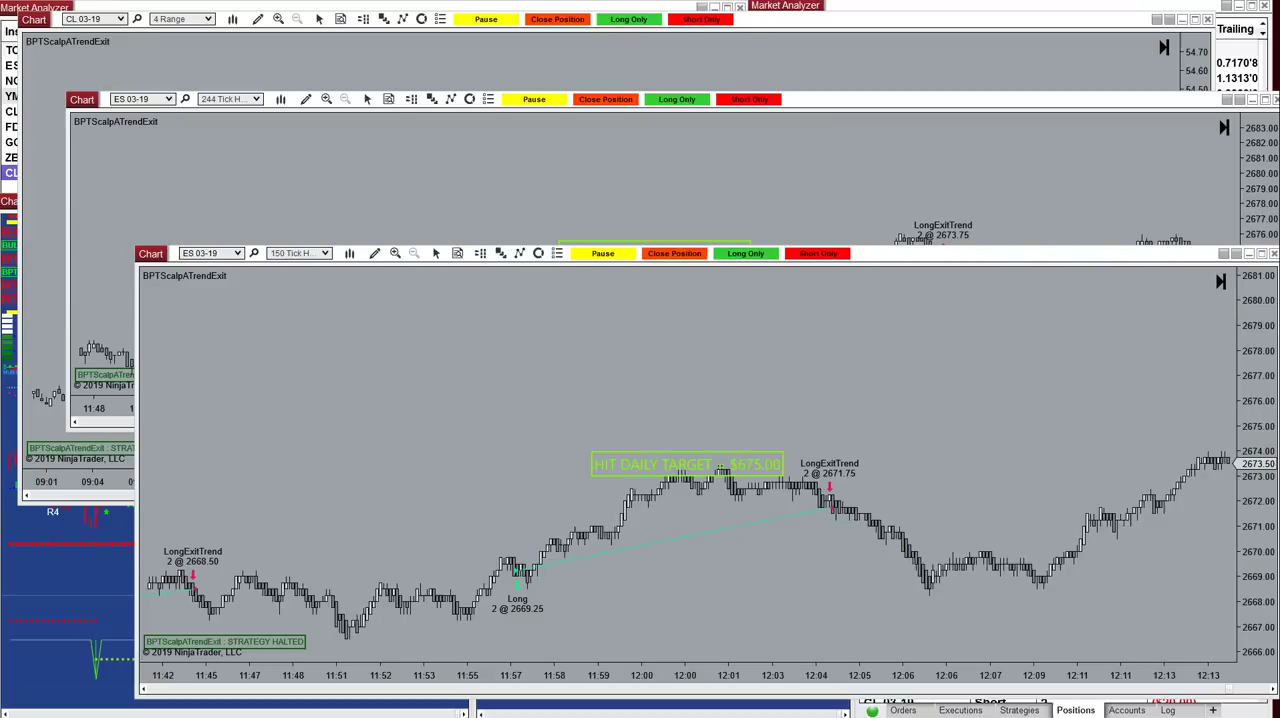 Market Analyzer
Market Analyzer
Chart
CL 03-19
4 Range
Pause
Close Position
Long Only
Short Only
Trailing
BPTScalpATrendExit
54.70
54.60
54.50
0.7170'8
1.1313'0
Chart
ES 03-19
244 Tick H...
Pause
Close Position
Long Only
Short Only
BPTScalpATrendExit
2683.00
2682.00
2681.00
2680.00
2679.00
2678.00
2677.00
2676.00
LongExitTrend
2 @ 2673.75
Chart
ES 03-19
150 Tick H...
Pause
Close Position
Long Only
Short Only
BPTScalpATrendExit
2681.00
2680.00
2679.00
2678.00
2677.00
2676.00
2675.00
2674.00
2673.50
2673.00
2672.00
2671.00
2670.00
2669.00
2668.00
2667.00
2666.00
HIT DAILY TARGET = $675.00
LongExitTrend
2 @ 2671.75
LongExitTrend
2 @ 2668.50
Long
2 @ 2669.25
BPTScalpATrendExit : STRATEGY HALTED
© 2019 NinjaTrader, LLC
11:42 11:45 11:47 11:48 11:51 11:52 11:55 11:57 11:58 11:59 12:00 12:00 12:01 12:03 12:04 12:05 12:06 12:06 12:07 12:09 12:11 12:11 12:13 12:13
BPTScalp
© 2019 NinjaTra
11:48
BPTScalpATrendExit : STRAT
© 2019 NinjaTrader, LLC
09:01 09:04
R4
Orders Executions Strategies Positions Accounts Log +